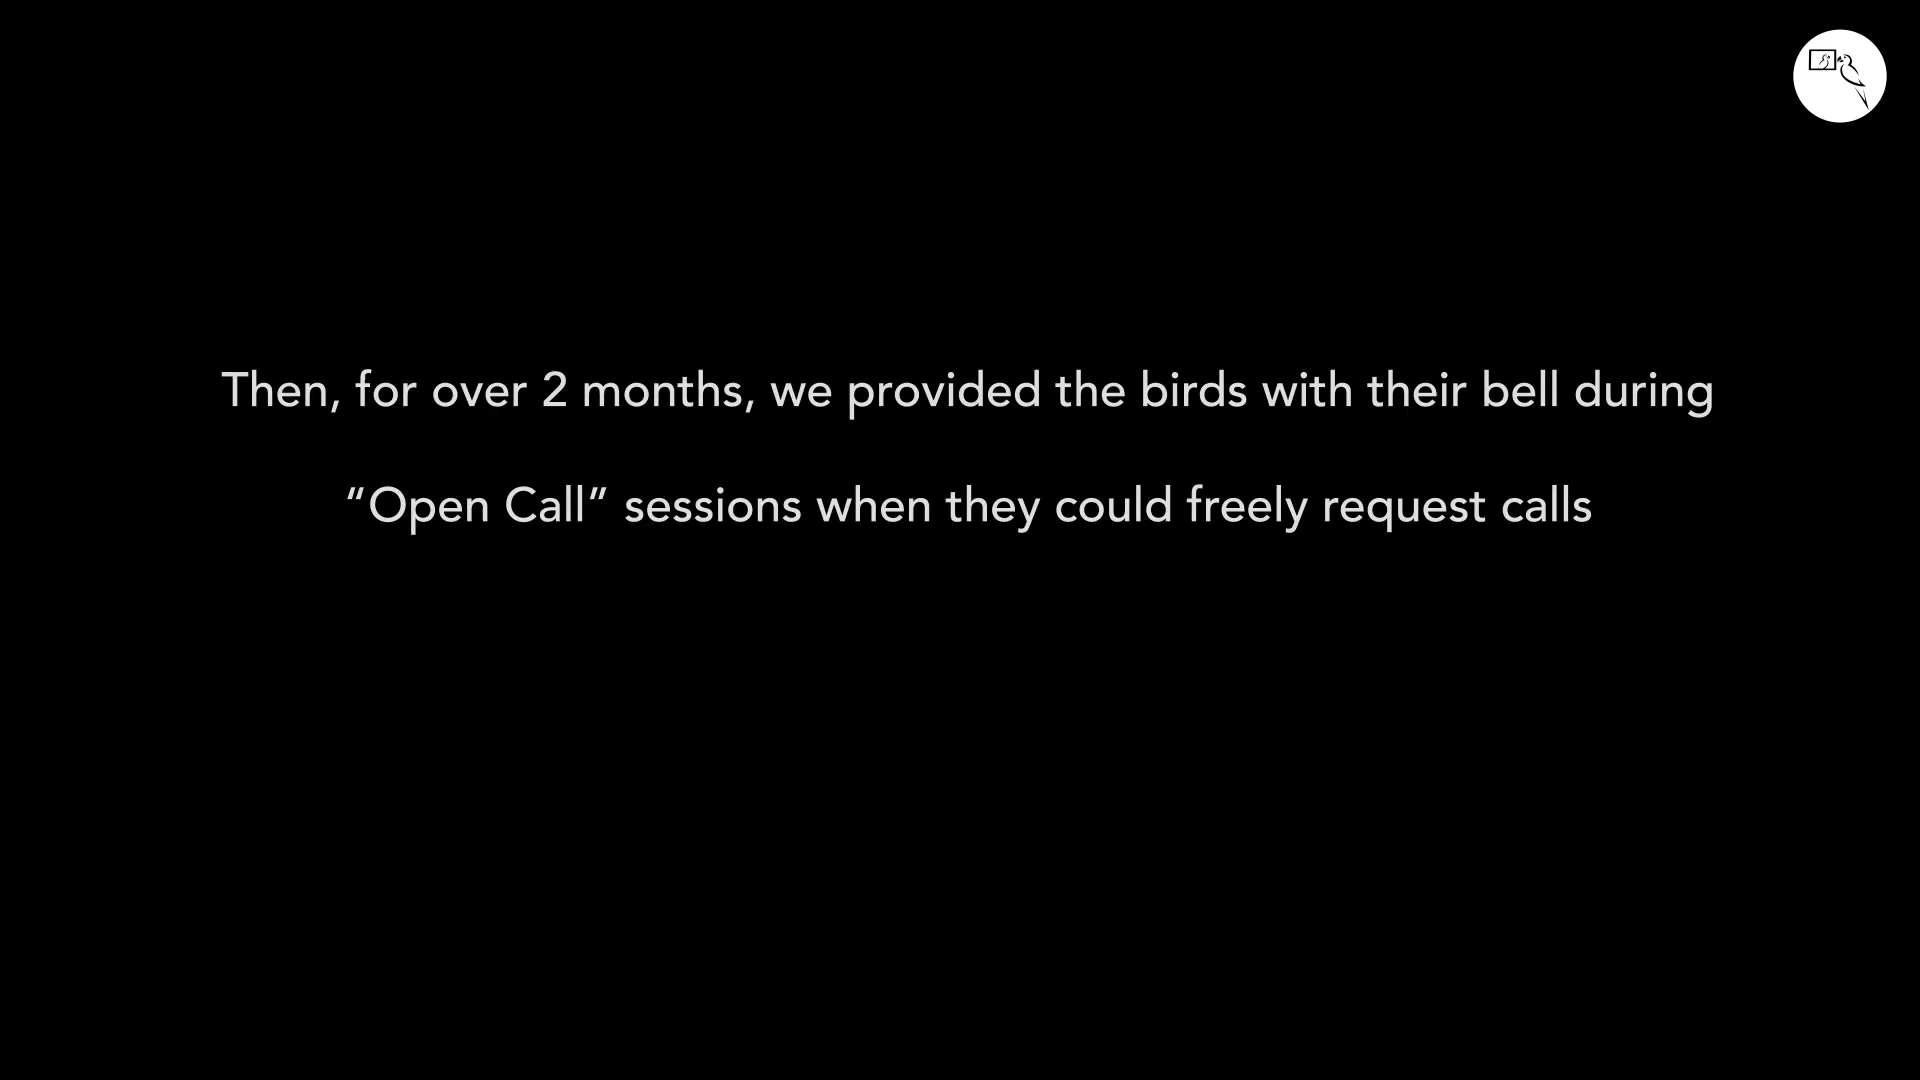 Then, for over 2 months, we provided the birds with their bell during
“Open Call” sessions when they could freely request calls